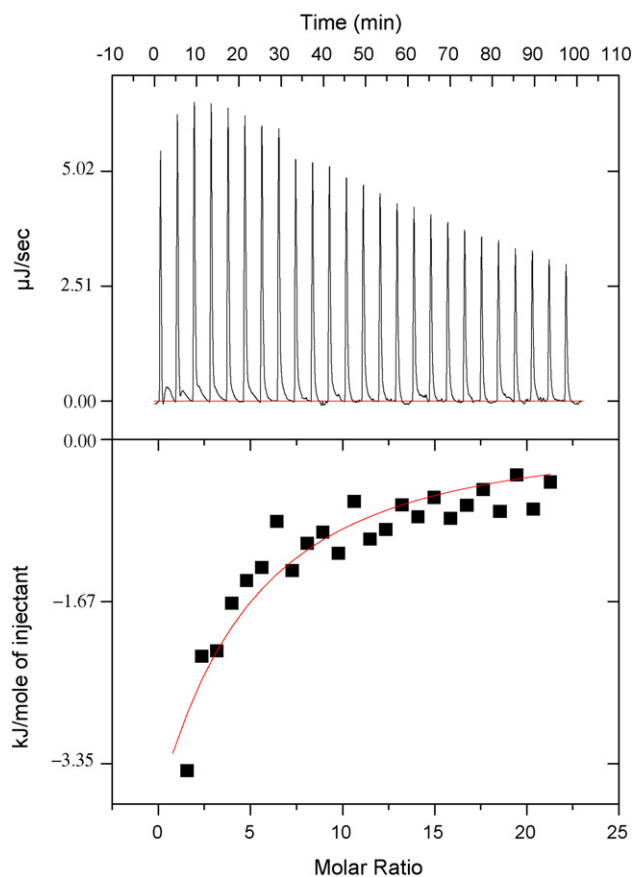 Time (min)
-10 0 10 20 30 40 50 60 70 80 90 100 110
5.02
2.51
0.00
µJ/sec
0.00
−1.67
−3.35
kJ/mole of injectant
0 5 10 15 20 25
Molar Ratio